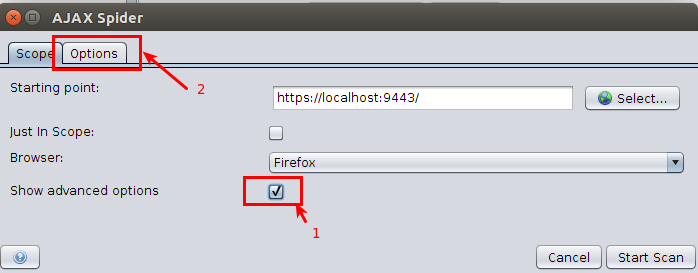 AJAX Spider
Scope Options
2
Starting point: https://localhost:9443/ Select...
Just In Scope:
Browser: Firefox
Show advanced options
1
? Cancel Start Scan